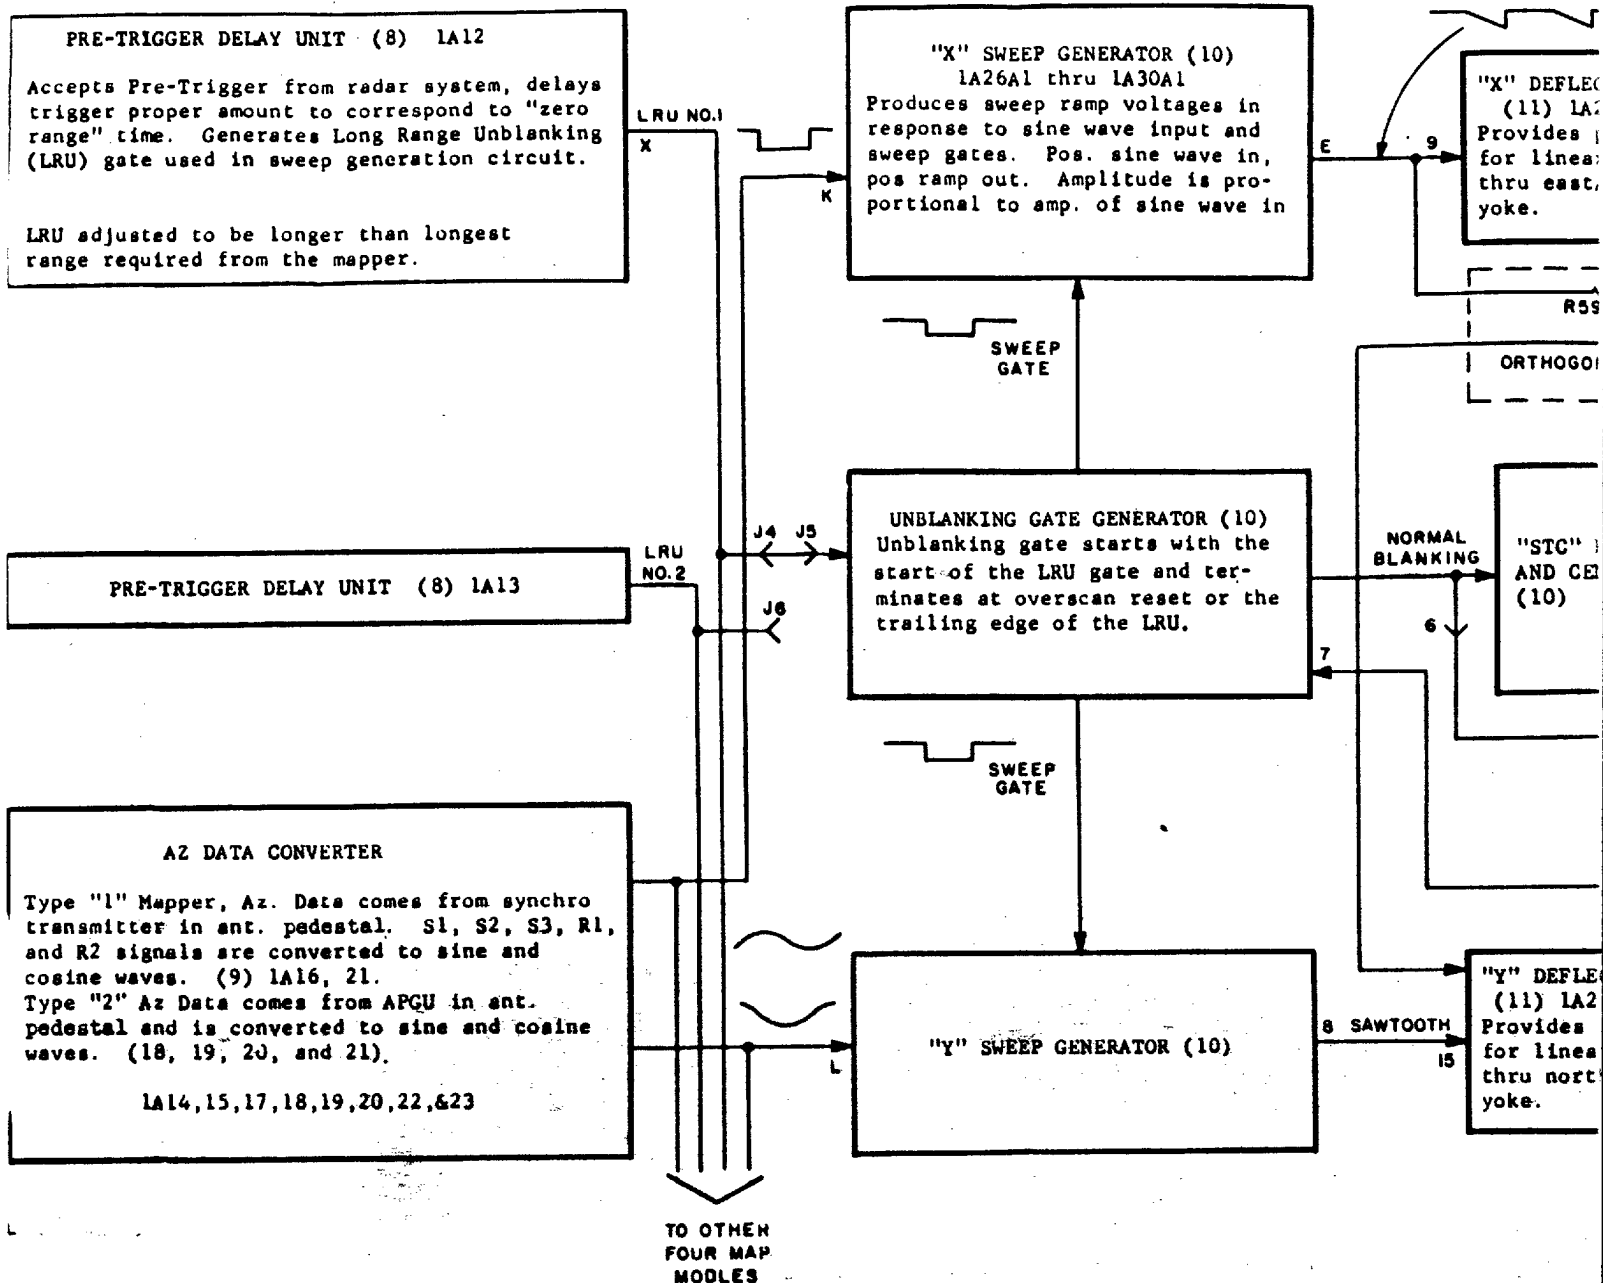 PRE-TRIGGER DELAY UNIT (8) 1A12
Accepts Pre-Trigger from radar system, delays
trigger proper amount to correspond to "zero
range" time. Generates Long Range Unblanking
(LRU) gate used in sweep generation circuit.
LRU adjusted to be longer than longest
range required from the mapper.
LRU NO.1
X
K
"X" SWEEP GENERATOR (10)
1A26A1 thru 1A30A1
Produces sweep ramp voltages in
response to sine wave input and
sweep gates. Pos. sine wave in,
pos ramp out. Amplitude is pro-
portional to amp. of sine wave in
E
9
"X" DEFLEC
(11) 1A2
Provides
for linea
thru east,
yoke.
R59
ORTHOGO
SWEEP
GATE
PRE-TRIGGER DELAY UNIT (8) 1A13
LRU
NO.2
J4
J5
J6
UNBLANKING GATE GENERATOR (10)
Unblanking gate starts with the
start of the LRU gate and ter-
minates at overscan reset or the
trailing edge of the LRU.
NORMAL
BLANKING
6
7
"STC"
AND CE
(10)
SWEEP
GATE
AZ DATA CONVERTER
Type "1" Mapper, Az. Data comes from synchro
transmitter in ant. pedestal. S1, S2, S3, R1,
and R2 signals are converted to sine and
cosine waves. (9) 1A16, 21.
Type "2" Az Data comes from APGU in ant.
pedestal and is converted to sine and cosine
waves. (18, 19, 20, and 21).
1A14,15,17,18,19,20,22,&23
L
"Y" SWEEP GENERATOR (10)
8 SAWTOOTH
15
"Y" DEFLEC
(11) 1A2
Provides
for linea
thru nort
yoke.
TO OTHER
FOUR MAP
MODLES